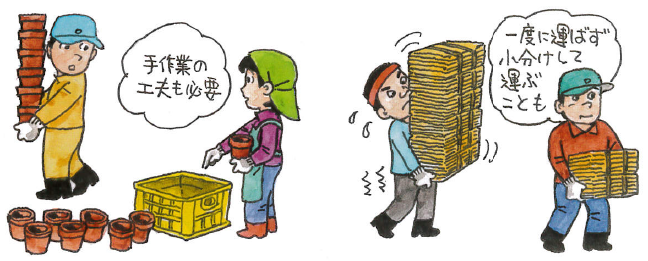 手作業の
工夫も必要
一度に運ばず
小分けして
運ぶ
ことも